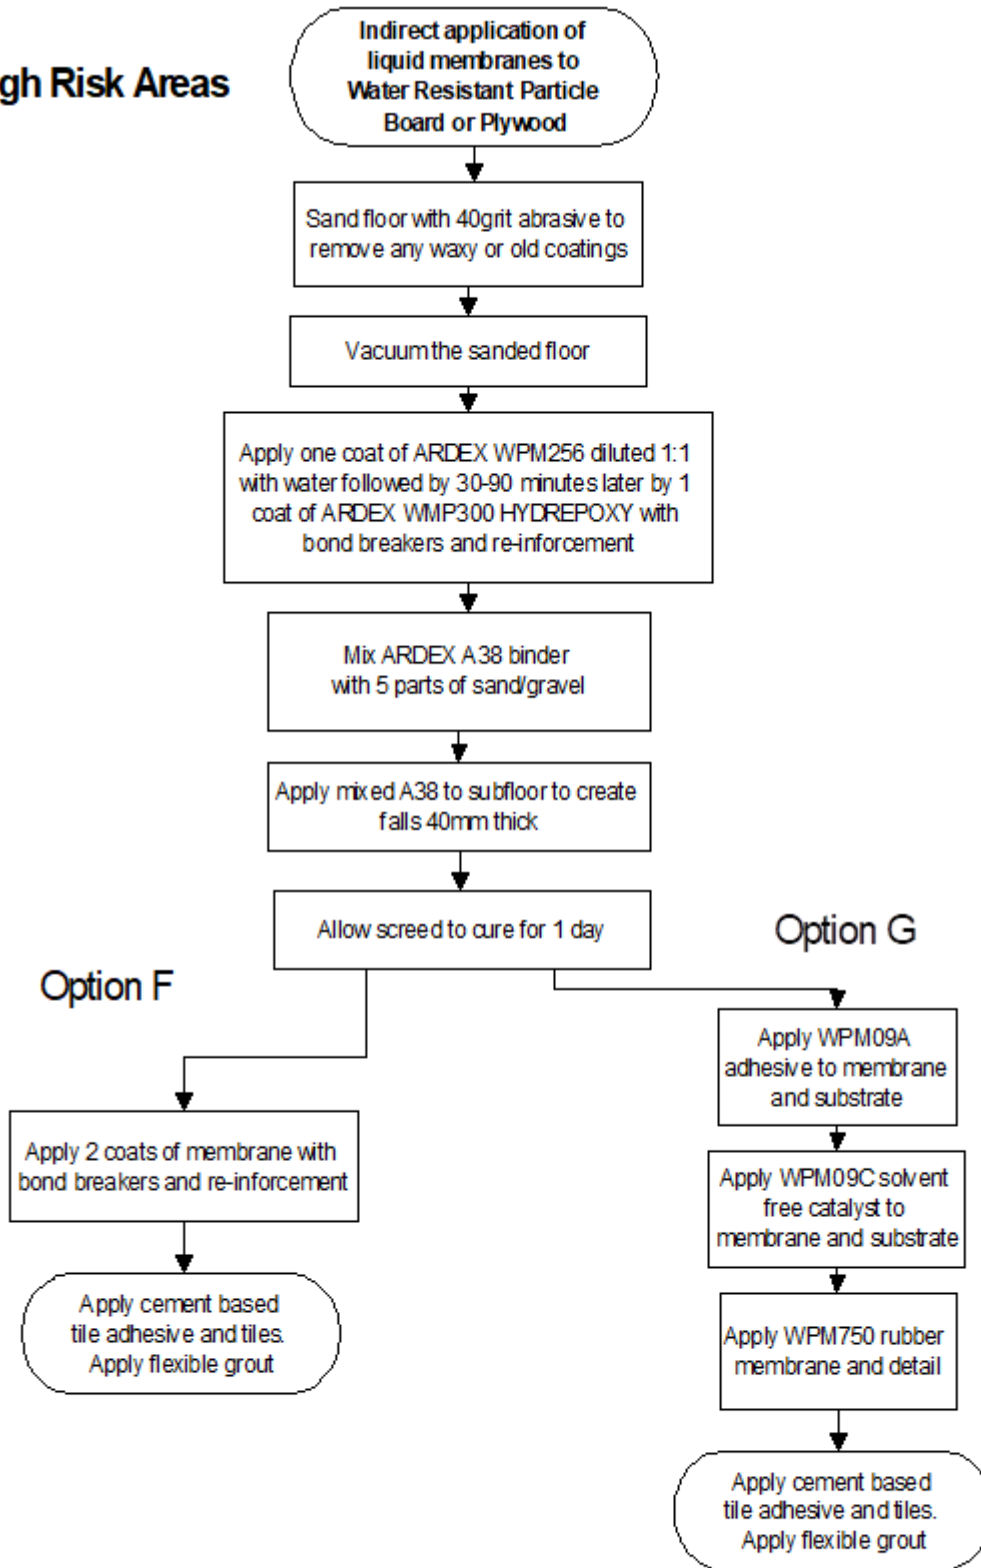 gh Risk Areas
Indirect application of
liquid membranes to
Water Resistant Particle
Board or Plywood
Sand floor with 40grit abrasive to
remove any waxy or old coatings
Vacuum the sanded floor
Apply one coat of ARDEX WPM256 diluted 1:1
with water followed by 30-90 minutes later by 1
coat of ARDEX WMP300 HYDREPOXY with
bond breakers and re-inforcement
Mix ARDEX A38 binder
with 5 parts of sand/gravel
Apply mixed A38 to subfloor to create
falls 40mm thick
Allow screed to cure for 1 day
Option F
Apply 2 coats of membrane with
bond breakers and re-inforcement
Apply cement based
tile adhesive and tiles.
Apply flexible grout
Option G
Apply WPM09A
adhesive to membrane
and substrate
Apply WPM09C solvent
free catalyst to
membrane and substrate
Apply WPM750 rubber
membrane and detail
Apply cement based
tile adhesive and tiles.
Apply flexible grout